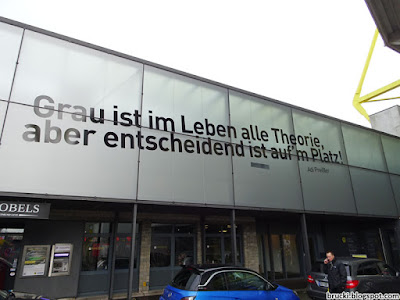 Grau ist im Leben alle Theorie,
aber entscheidend ist auf'm Platz!
Adi Preißler
OBELS
brucki.blogspot.com